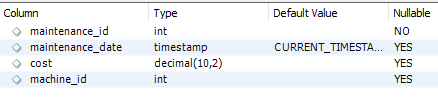 Column Type Default Value Nullable
maintenance_id int NO
maintenance_date timestamp CURRENT_TIMESTA... YES
cost decimal(10,2) YES
machine_id int YES